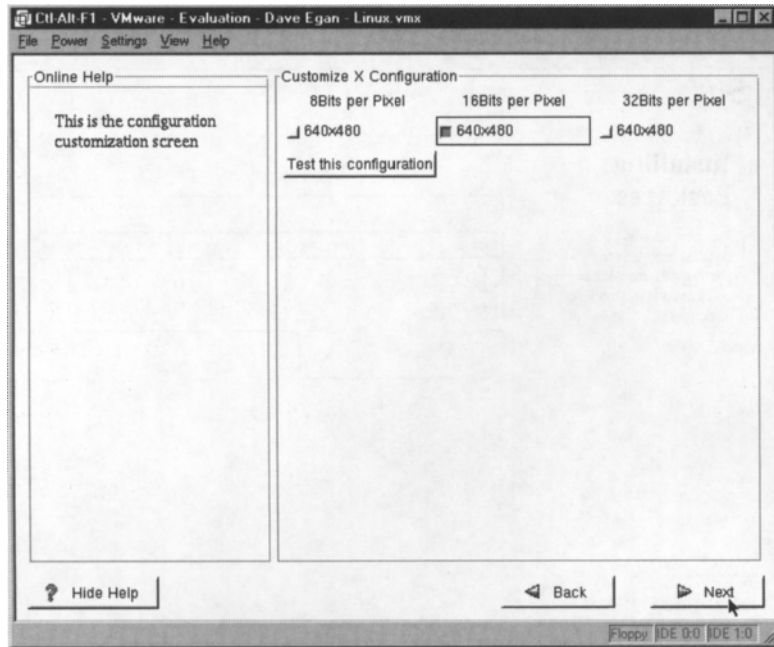 Ctl-Alt-F1 - VMware - Evaluation - Dave Egan - Linux.vmx
File Power Settings View Help
Online Help
This is the configuration
customization screen
Customize X Configuration
8Bits per Pixel 16Bits per Pixel 32Bits per Pixel
640x480 640x480 640x480
Test this configuration
? Hide Help Back Next
Floppy IDE 0:0 IDE 1:0